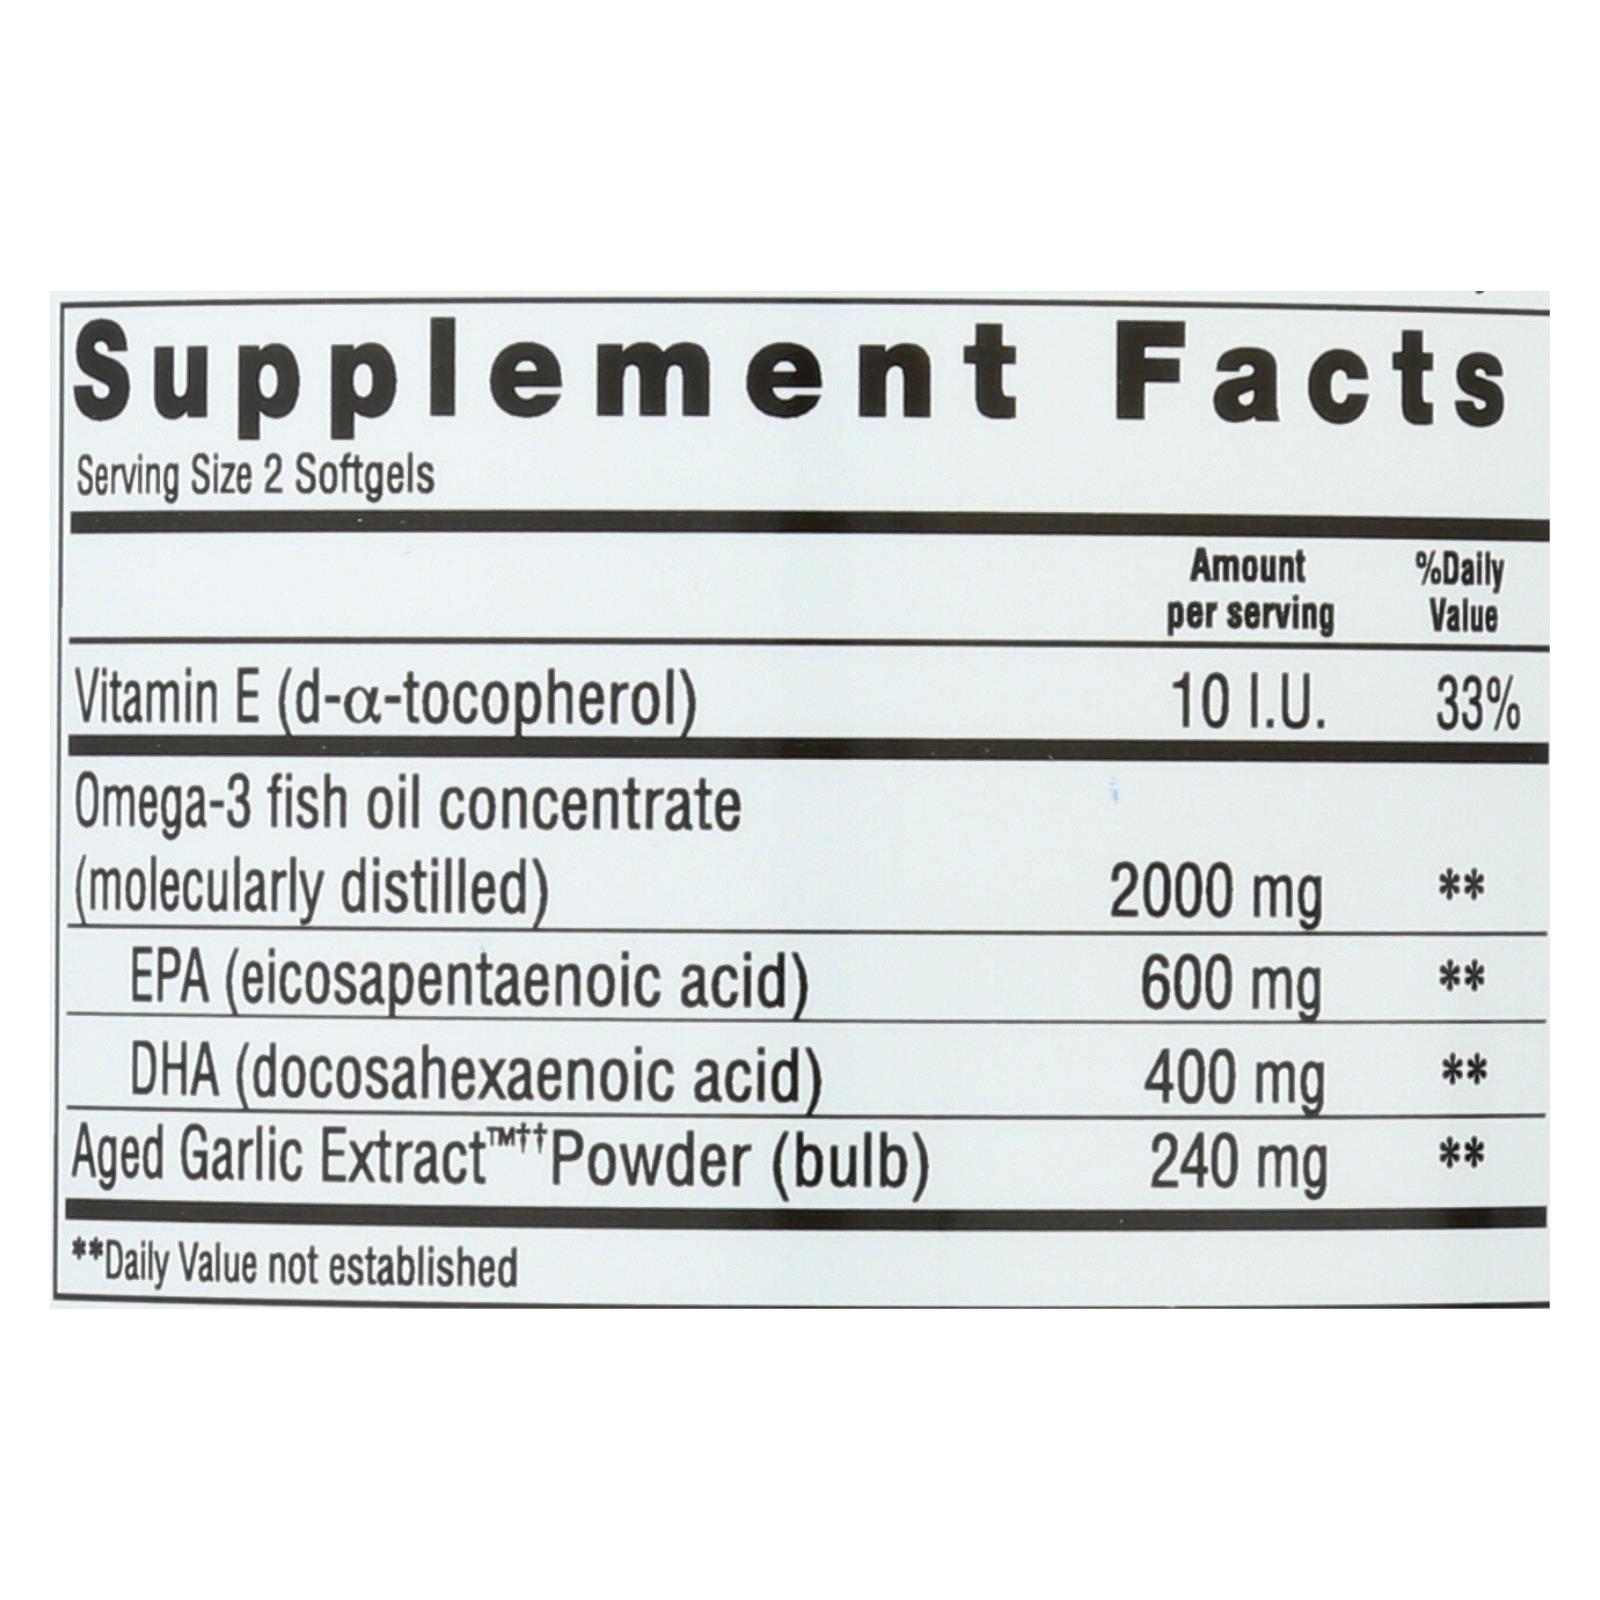 Supplement Facts
Serving Size 2 Softgels
Amount per serving %Daily Value
Vitamin E (d-α-tocopherol) 10 I.U. 33%
Omega-3 fish oil concentrate
(molecularly distilled) 2000 mg **
EPA (eicosapentaenoic acid) 600 mg **
DHA (docosahexaenoic acid) 400 mg **
Aged Garlic Extract™†† Powder (bulb) 240 mg **
**Daily Value not established